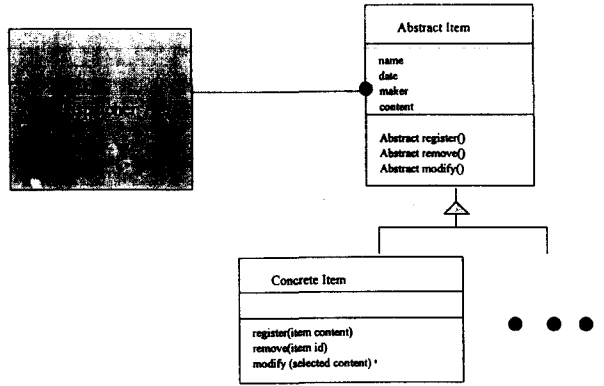 Abstract Item
name
date
maker
content
Abstract register()
Abstract remove()
Abstract modify()
Concrete Item
register(item content)
remove(item id)
modify (selected content)